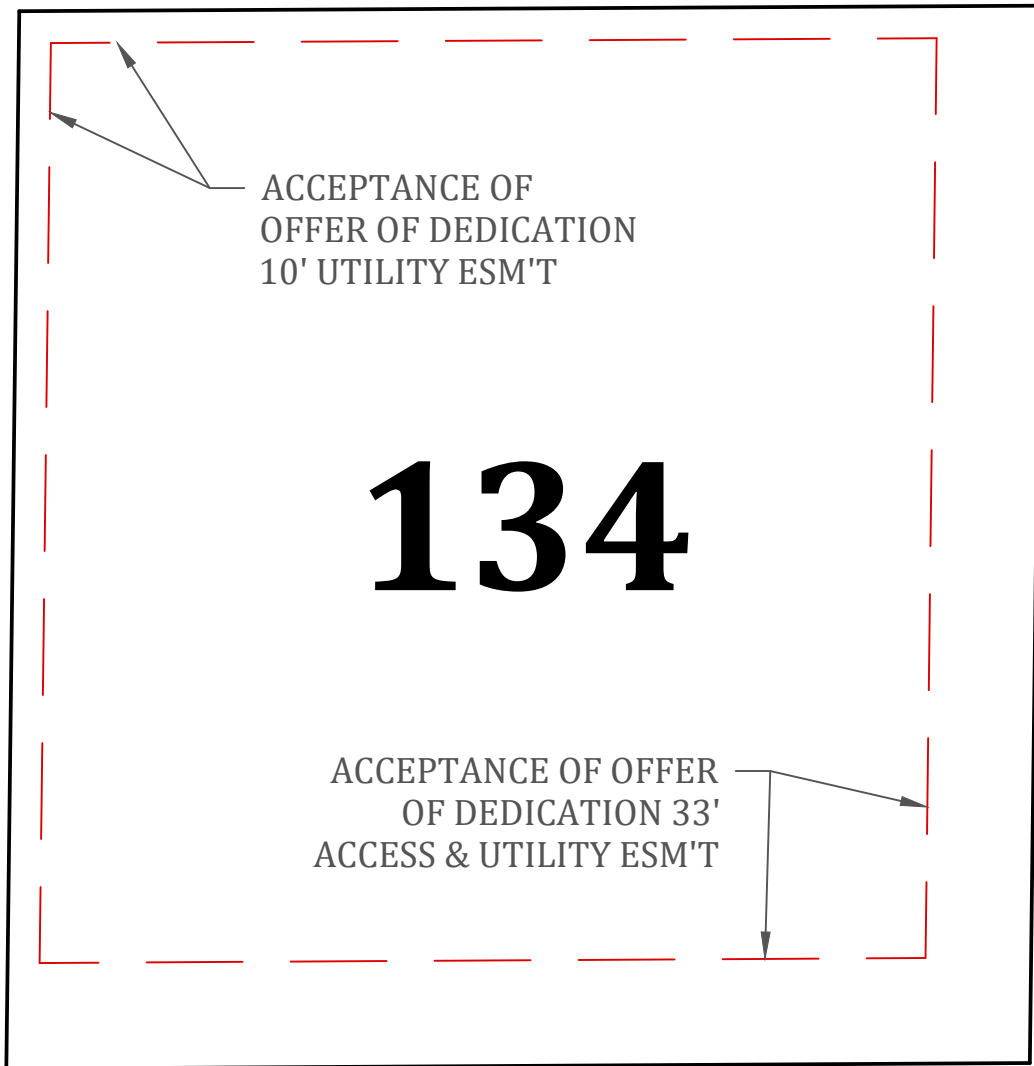 ACCEPTANCE OF
OFFER OF DEDICATION
10' UTILITY ESM'T
134
ACCEPTANCE OF OFFER
OF DEDICATION 33'
ACCESS & UTILITY ESM'T